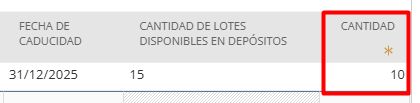 FECHA DE
CADUCIDAD
CANTIDAD DE LOTES
DISPONIBLES EN DEPÓSITOS
CANTIDAD
*
31/12/2025 15 10